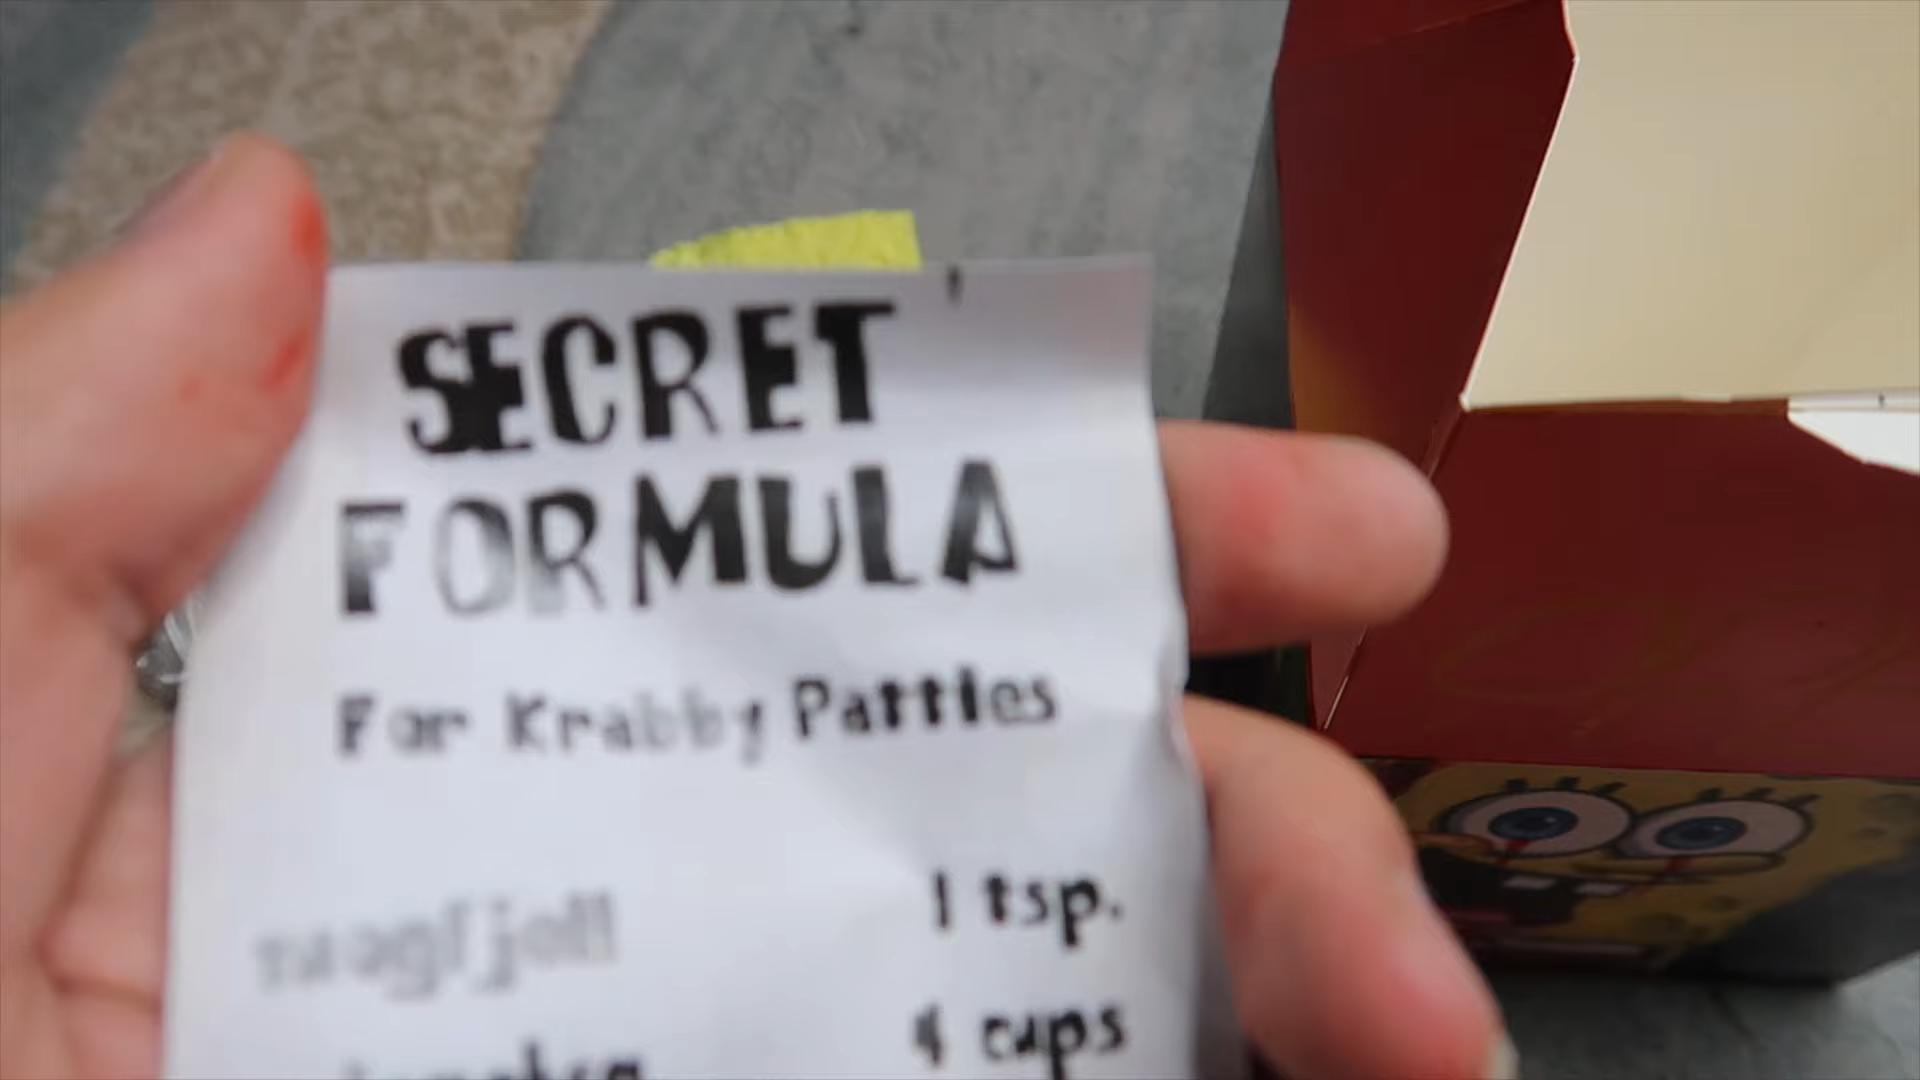 SECRET
FORMULA
For Krabby Patties
1 tsp.
4 cups